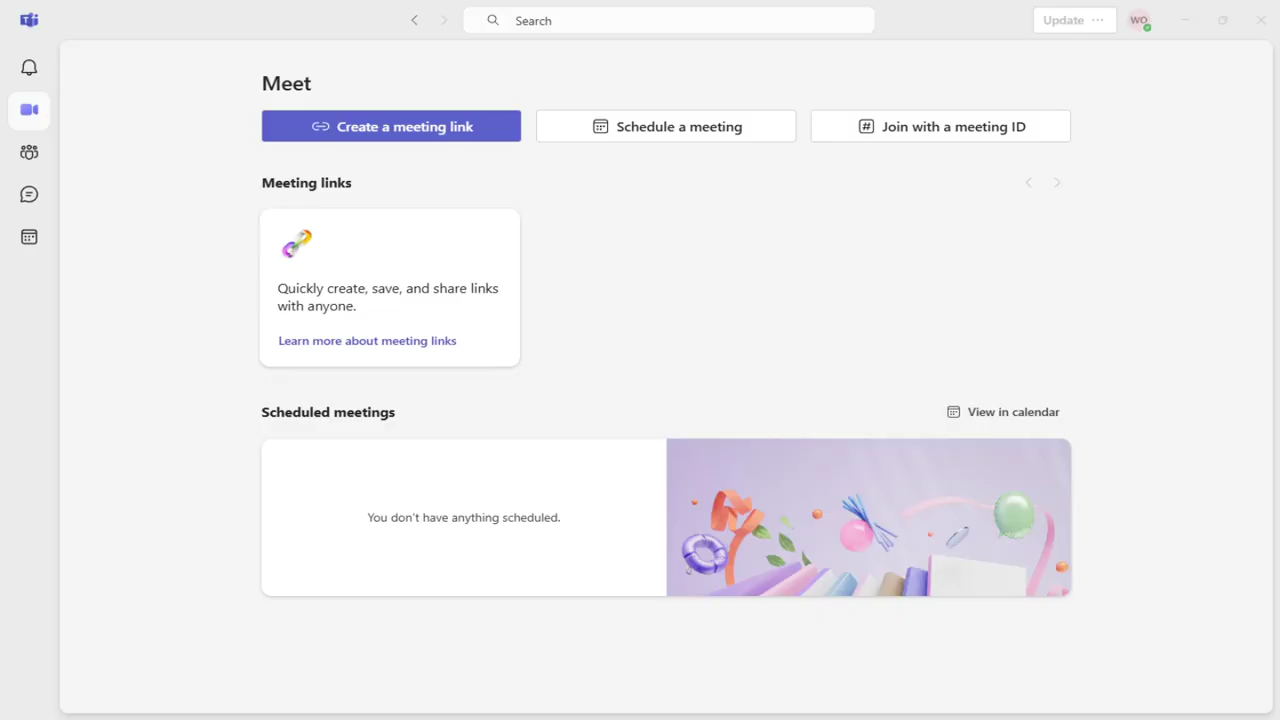 Search
Update
WO
Meet
Create a meeting link
Schedule a meeting
Join with a meeting ID
Meeting links
Quickly create, save, and share links
with anyone.
Learn more about meeting links
Scheduled meetings
View in calendar
You don't have anything scheduled.